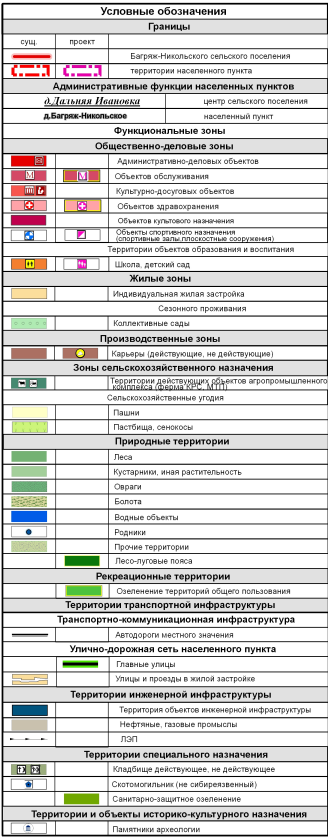 Условные обозначения
Границы
сущ. проект
Багряж-Никольского сельского поселения
территории населенного пункта
Административные функции населенных пунктов
д.Дальняя Ивановка центр сельского поселения
д.Багряж-Никольское населенный пункт
Функциональные зоны
Общественно-деловые зоны
Административно-деловых объектов
М М Объектов обслуживания
Культурно-досуговых объектов
Объектов здравохранения
Объектов культового назначения
Объекты спортивного назначения
(спортивные залы,плоскостные сооружения)
Территории объектов образования и воспитания
Школа, детский сад
Жилые зоны
Индивидуальная жилая застройка
Сезонного проживания
Коллективные сады
Производственные зоны
Карьеры (действующие, не действующие)
Зоны сельскохозяйственного назначения
Территории действующих объектов агропромышленного
комплекса (ферма КРС, МТП)
Сельскохозяйственные угодия
Пашни
Пастбища, сенокосы
Природные территории
Леса
Кустарники, иная растительность
Овраги
Болота
Водные объекты
Родники
Прочие территории
Лесо-луговые пояса
Рекреационные территории
Озеленение территорий общего пользования
Территории транспортной инфраструктуры
Транспортно-коммуникационная инфраструктура
Автодороги местного значения
Улично-дорожная сеть населенного пункта
Главные улицы
Улицы и проезды в жилой застройке
Территории инженерной инфраструктуры
Территория объектов инженерной инфраструктуры
Нефтяные, газовые промыслы
ЛЭП
Территории специального назначения
Кладбище действующее, не действующее
Скотомогильник (не сибиреязвенный)
Санитарно-защитное озеленение
Территории и объекты историко-культурного назначения
Памятники археологии